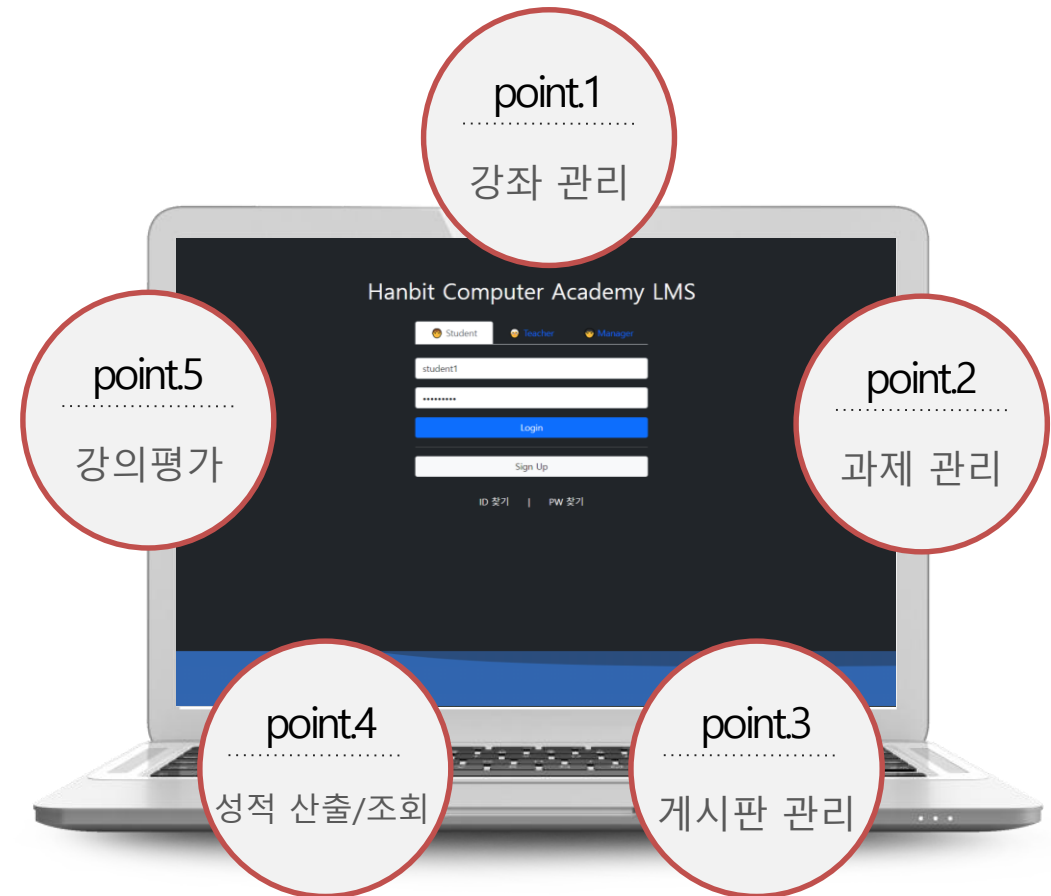 point.1
강좌 관리
Hanbit Computer Academy LMS
Student
Teacher
Manager
student1
•••••••••
Login
Sign Up
ID 찾기 | PW 찾기
point.5
강의평가
point.2
과제 관리
point.4
성적 산출/조회
point.3
게시판 관리